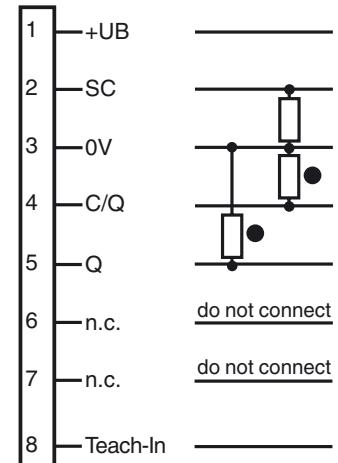 1 +UB
2 SC
3 0V
4 C/Q
5 Q
6 n.c. do not connect
7 n.c. do not connect
8 Teach-In